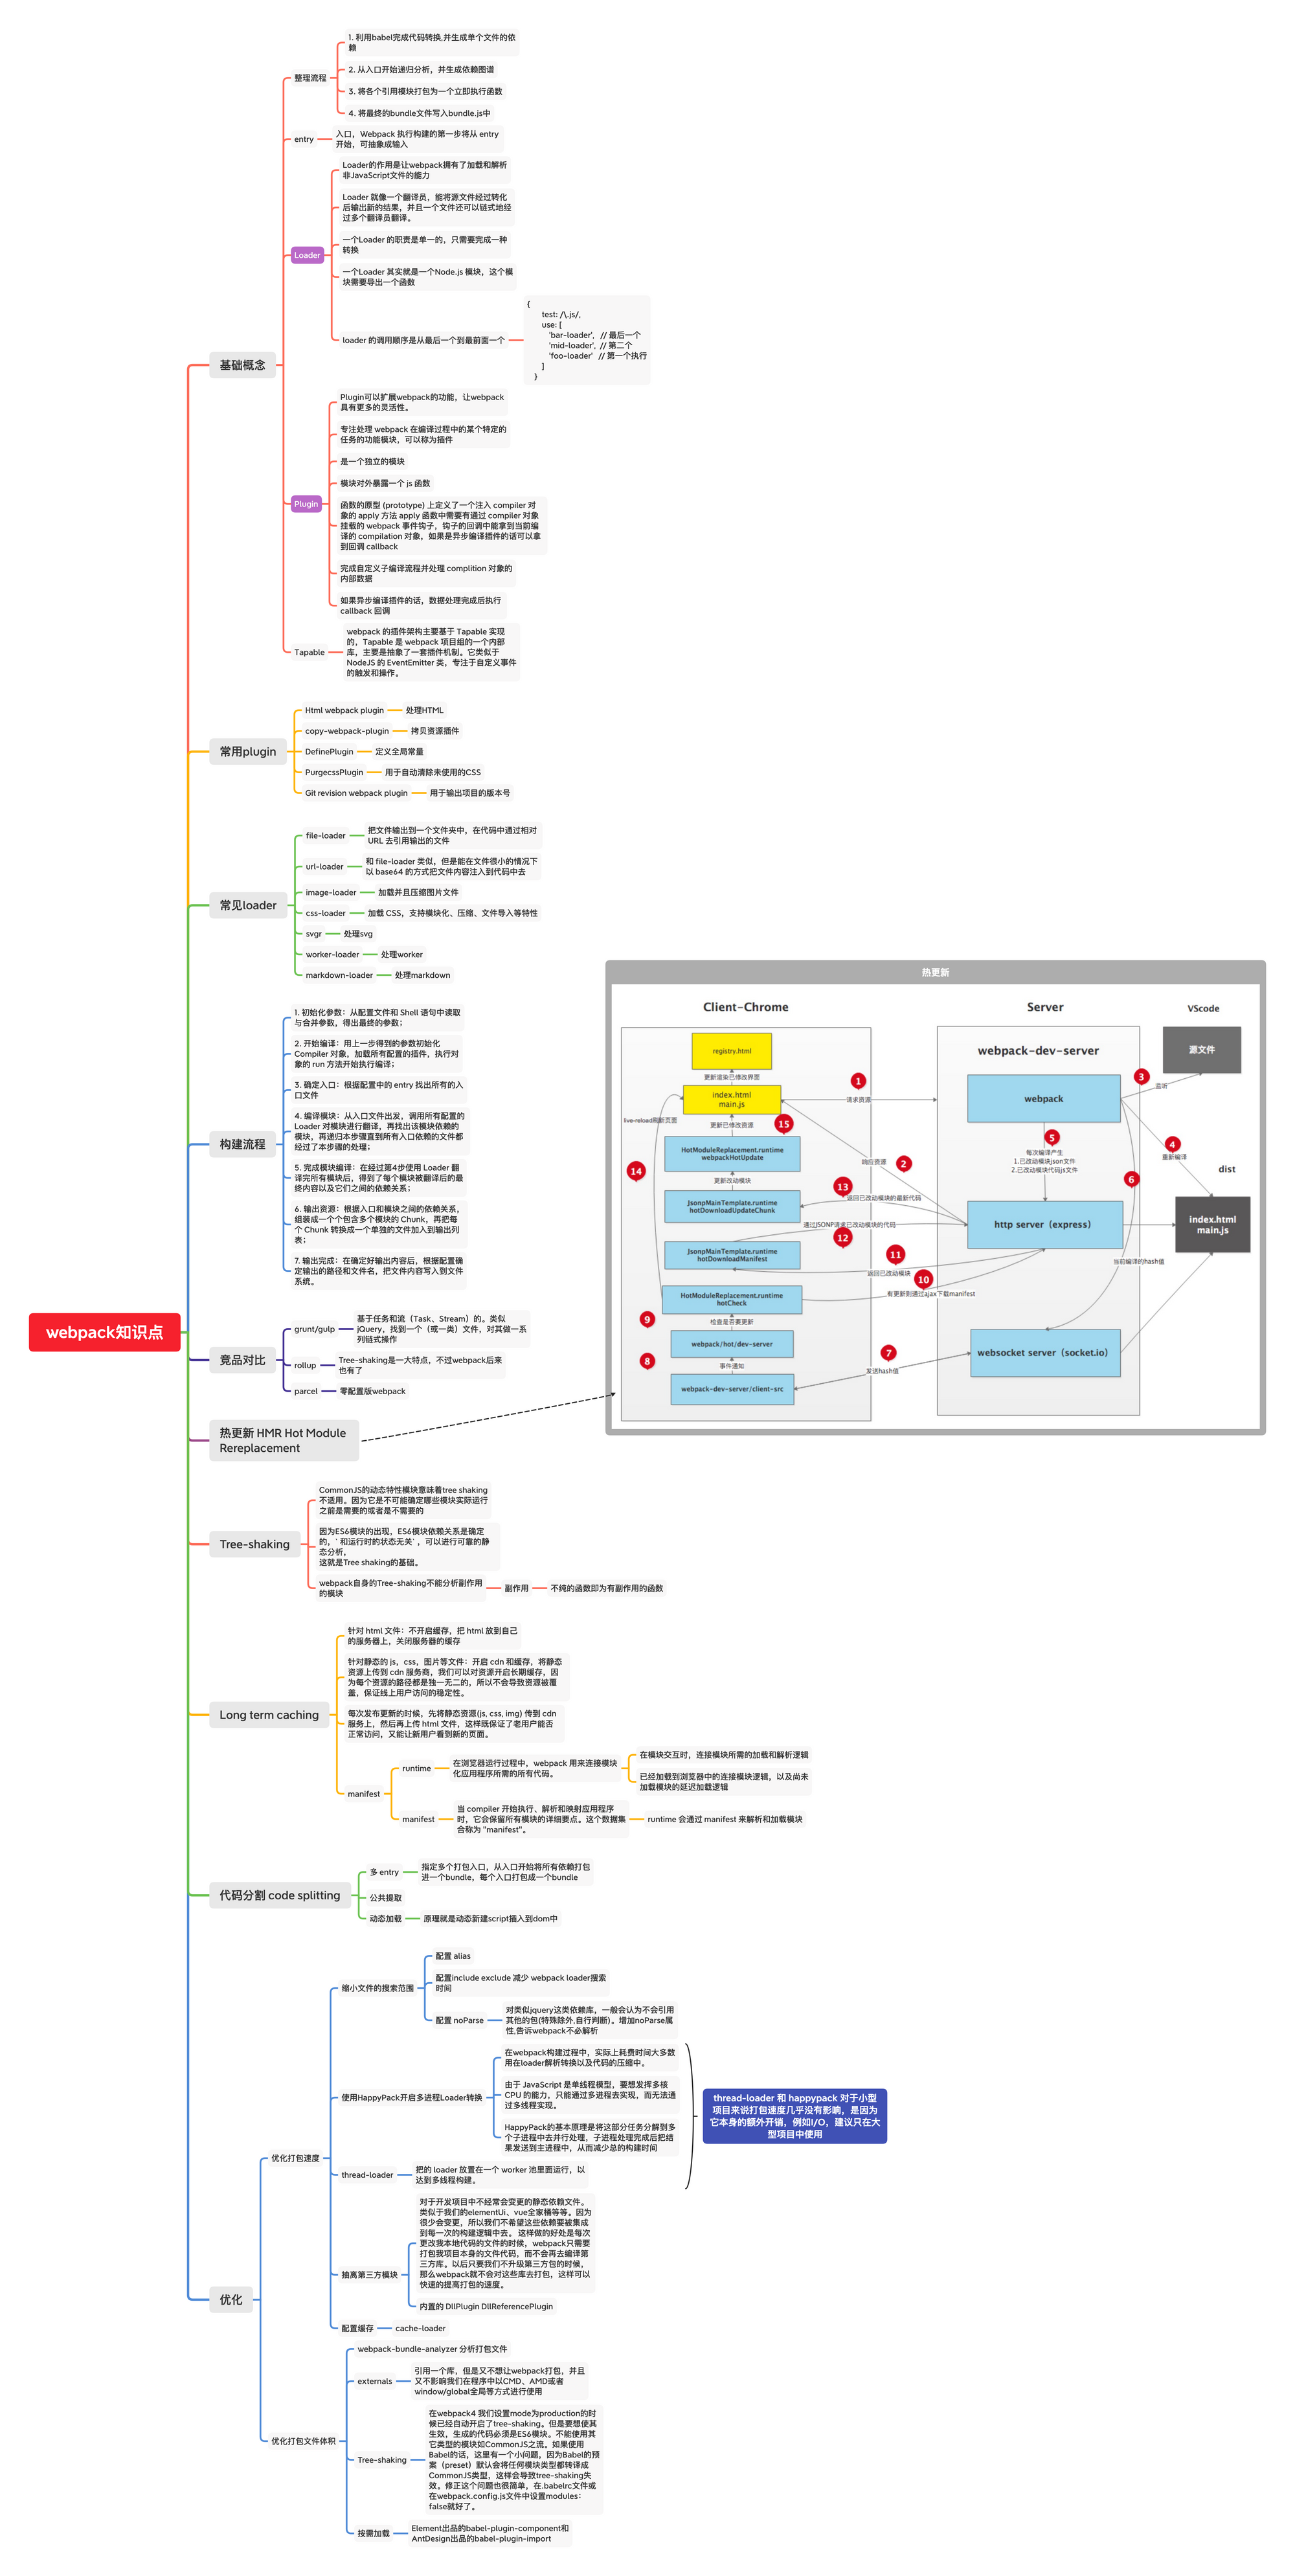 webpack知识点
基础概念
整理流程
1. 利用babel完成代码转换,并生成单个文件的依
赖
2. 从入口开始递归分析，并生成依赖图谱
3. 将各个引用模块打包为一个立即执行函数
4. 将最终的bundle文件写入bundle.js中
entry
入口，Webpack 执行构建的第一步将从 entry
开始，可抽象成输入
Loader
Loader的作用是让webpack拥有了加载和解析
非JavaScript文件的能力
Loader 就像一个翻译员，能将源文件经过转化
后输出新的结果，并且一个文件还可以链式地经
过多个翻译员翻译。
一个Loader 的职责是单一的，只需要完成一种
转换
一个Loader 其实就是一个Node.js 模块，这个模
块需要导出一个函数
loader 的调用顺序是从最后一个到最前面一个
{
test: /\.js/,
use: [
'bar-loader', // 最后一个
'mid-loader', // 第二个
'foo-loader' // 第一个执行
]
}
Plugin
Plugin可以扩展webpack的功能，让webpack
具有更多的灵活性。
专注处理 webpack 在编译过程中的某个特定的
任务的功能模块，可以称为插件
是一个独立的模块
模块对外暴露一个 js 函数
函数的原型 (prototype) 上定义了一个注入 compiler 对
象的 apply 方法 apply 函数中需要有通过 compiler 对象
挂载的 webpack 事件钩子，钩子的回调中能拿到当前编
译的 compilation 对象，如果是异步编译插件的话可以拿
到回调 callback
完成自定义子编译流程并处理 complition 对象的
内部数据
如果异步编译插件的话，数据处理完成后执行
callback 回调
Tapable
webpack 的插件架构主要基于 Tapable 实现
的，Tapable 是 webpack 项目组的一个内部
库，主要是抽象了一套插件机制。它类似于
NodeJS 的 EventEmitter 类，专注于自定义事件
的触发和操作。
常用plugin
Html webpack plugin
处理HTML
copy-webpack-plugin
拷贝资源插件
DefinePlugin
定义全局常量
PurgecssPlugin
用于自动清除未使用的CSS
Git revision webpack plugin
用于输出项目的版本号
常见loader
file-loader
把文件输出到一个文件夹中，在代码中通过相对
URL 去引用输出的文件
url-loader
和 file-loader 类似，但是能在文件很小的情况下
以 base64 的方式把文件内容注入到代码中去
image-loader
加载并且压缩图片文件
css-loader
加载 CSS，支持模块化、压缩、文件导入等特性
svgr
处理svg
worker-loader
处理worker
markdown-loader
处理markdown
构建流程
1. 初始化参数：从配置文件和 Shell 语句中读取
与合并参数，得出最终的参数；
2. 开始编译：用上一步得到的参数初始化
Compiler 对象，加载所有配置的插件，执行对
象的 run 方法开始执行编译；
3. 确定入口：根据配置中的 entry 找出所有的入
口文件
4. 编译模块：从入口文件出发，调用所有配置的
Loader 对模块进行翻译，再找出该模块依赖的
模块，再递归本步骤直到所有入口依赖的文件都
经过了本步骤的处理；
5. 完成模块编译：在经过第4步使用 Loader 翻
译完所有模块后，得到了每个模块被翻译后的最
终内容以及它们之间的依赖关系；
6. 输出资源：根据入口和模块之间的依赖关系，
组装成一个个包含多个模块的 Chunk，再把每
个 Chunk 转换成一个单独的文件加入到输出列
表；
7. 输出完成：在确定好输出内容后，根据配置确
定输出的路径和文件名，把文件内容写入到文件
系统。
竞品对比
grunt/gulp
基于任务和流（Task、Stream）的。类似
jQuery，找到一个（或一类）文件，对其做一系
列链式操作
rollup
Tree-shaking是一大特点，不过webpack后来
也有了
parcel
零配置版webpack
热更新 HMR Hot Module
Rereplacement
热更新
Client-Chrome
Server
VScode
registry.html
更新渲染已修改界面
index.html
main.js
live-reload刷新页面
更新已修改资源
HotModuleReplacement.runtime
webpackHotUpdate
更新改动模块
JsonpMainTemplate.runtime
hotDownloadUpdateChunk
JsonpMainTemplate.runtime
hotDownloadManifest
HotModuleReplacement.runtime
hotCheck
检查是否要更新
webpack/hot/dev-server
事件通知
webpack-dev-server/client-src
webpack-dev-server
webpack
源文件
监听
重新编译
dist
index.html
main.js
每次编译产生
1.已改动模块json文件
2.已改动模块代码js文件
http server（express）
当前编译的hash值
websocket server（socket.io）
1
请求资源
2
响应资源
3
4
5
6
7
发送hash值
8
9
10
有更新则通过ajax下载manifest
11
返回已改动模块
12
通过JSONP请求已改动模块的代码
13
返回已改动模块的最新代码
14
15
Tree-shaking
CommonJS的动态特性模块意味着tree shaking
不适用。因为它是不可能确定哪些模块实际运行
之前是需要的或者是不需要的
因为ES6模块的出现，ES6模块依赖关系是确定
的，`和运行时的状态无关`，可以进行可靠的静
态分析，
这就是Tree shaking的基础。
webpack自身的Tree-shaking不能分析副作用
的模块
副作用
不纯的函数即为有副作用的函数
Long term caching
针对 html 文件：不开启缓存，把 html 放到自己
的服务器上，关闭服务器的缓存
针对静态的 js，css，图片等文件：开启 cdn 和缓存，将静态
资源上传到 cdn 服务商，我们可以对资源开启长期缓存，因
为每个资源的路径都是独一无二的，所以不会导致资源被覆
盖，保证线上用户访问的稳定性。
每次发布更新的时候，先将静态资源(js, css, img) 传到 cdn
服务上，然后再上传 html 文件，这样既保证了老用户能否
正常访问，又能让新用户看到新的页面。
manifest
runtime
在浏览器运行过程中，webpack 用来连接模块
化应用程序所需的所有代码。
在模块交互时，连接模块所需的加载和解析逻辑
已经加载到浏览器中的连接模块逻辑，以及尚未
加载模块的延迟加载逻辑
manifest
当 compiler 开始执行、解析和映射应用程序
时，它会保留所有模块的详细要点。这个数据集
合称为 "manifest"。
runtime 会通过 manifest 来解析和加载模块
代码分割 code splitting
多 entry
指定多个打包入口，从入口开始将所有依赖打包
进一个bundle，每个入口打包成一个bundle
公共提取
动态加载
原理就是动态新建script插入到dom中
优化
优化打包速度
缩小文件的搜索范围
配置 alias
配置include exclude 减少 webpack loader搜索
时间
配置 noParse
对类似jquery这类依赖库，一般会认为不会引用
其他的包(特殊除外,自行判断)。增加noParse属
性,告诉webpack不必解析
使用HappyPack开启多进程Loader转换
在webpack构建过程中，实际上耗费时间大多数
用在loader解析转换以及代码的压缩中。
由于 JavaScript 是单线程模型，要想发挥多核
CPU 的能力，只能通过多进程去实现，而无法通
过多线程实现。
HappyPack的基本原理是将这部分任务分解到多
个子进程中去并行处理，子进程处理完成后把结
果发送到主进程中，从而减少总的构建时间
thread-loader
把的 loader 放置在一个 worker 池里面运行，以
达到多线程构建。
thread-loader 和 happypack 对于小型
项目来说打包速度几乎没有影响，是因为
它本身的额外开销，例如I/O，建议只在大
型项目中使用
抽离第三方模块
对于开发项目中不经常会变更的静态依赖文件。
类似于我们的elementUi、vue全家桶等等。因为
很少会变更，所以我们不希望这些依赖要被集成
到每一次的构建逻辑中去。 这样做的好处是每次
更改我本地代码的文件的时候，webpack只需要
打包我项目本身的文件代码，而不会再去编译第
三方库。以后只要我们不升级第三方包的时候，
那么webpack就不会对这些库去打包，这样可以
快速的提高打包的速度。
内置的 DllPlugin DllReferencePlugin
配置缓存
cache-loader
优化打包文件体积
webpack-bundle-analyzer 分析打包文件
externals
引用一个库，但是又不想让webpack打包，并且
又不影响我们在程序中以CMD、AMD或者
window/global全局等方式进行使用
Tree-shaking
在webpack4 我们设置mode为production的时
候已经自动开启了tree-shaking。但是要想使其
生效，生成的代码必须是ES6模块。不能使用其
它类型的模块如CommonJS之流。如果使用
Babel的话，这里有一个小问题，因为Babel的预
案（preset）默认会将任何模块类型都转译成
CommonJS类型，这样会导致tree-shaking失
效。修正这个问题也很简单，在.babelrc文件或
在webpack.config.js文件中设置modules：
false就好了。
按需加载
Element出品的babel-plugin-component和
AntDesign出品的babel-plugin-import